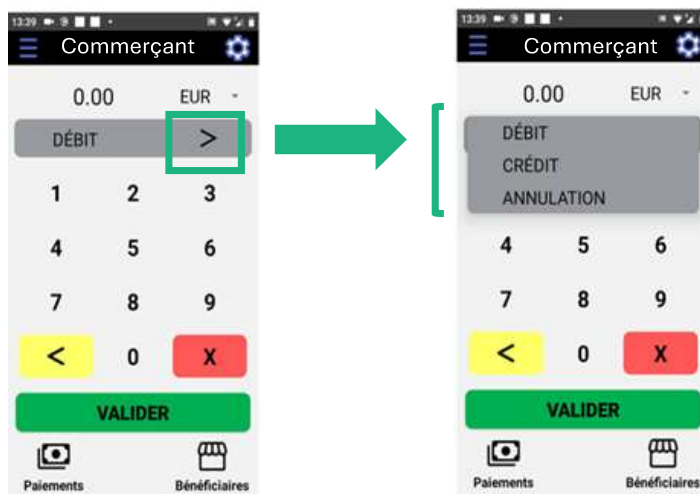 13:39
Commerçant
0.00 EUR
DÉBIT >
1 2 3
4 5 6
7 8 9
< 0 X
VALIDER
Paiements Bénéficiaires
13:39
Commerçant
0.00 EUR
DÉBIT
CRÉDIT
ANNULATION
4 5 6
7 8 9
< 0 X
VALIDER
Paiements Bénéficiaires